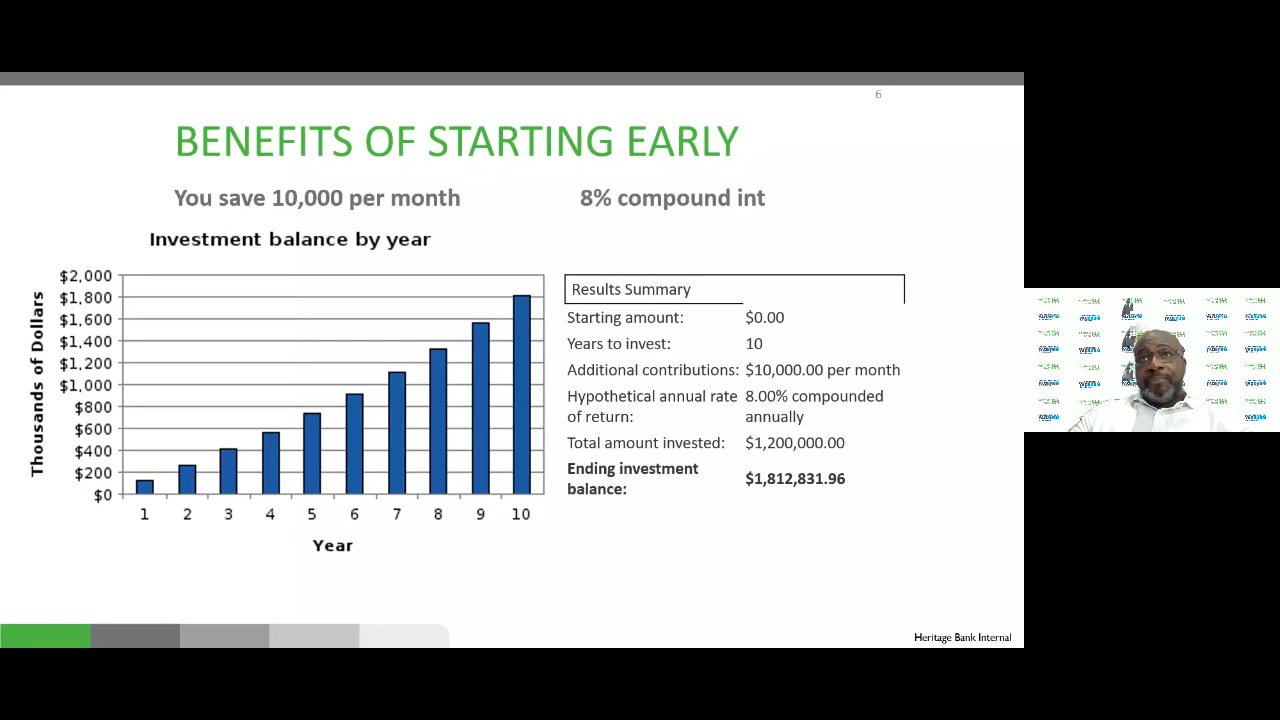 6
BENEFITS OF STARTING EARLY
You save 10,000 per month 8% compound int
Investment balance by year
Thousands of Dollars
$2,000
$1,800
$1,600
$1,400
$1,200
$1,000
$800
$600
$400
$200
$0
1 2 3 4 5 6 7 8 9 10
Year
Results Summary
Starting amount: $0.00
Years to invest: 10
Additional contributions: $10,000.00 per month
Hypothetical annual rate 8.00% compounded
of return: annually
Total amount invested: $1,200,000.00
Ending investment
balance: $1,812,831.96
Heritage Bank Internal